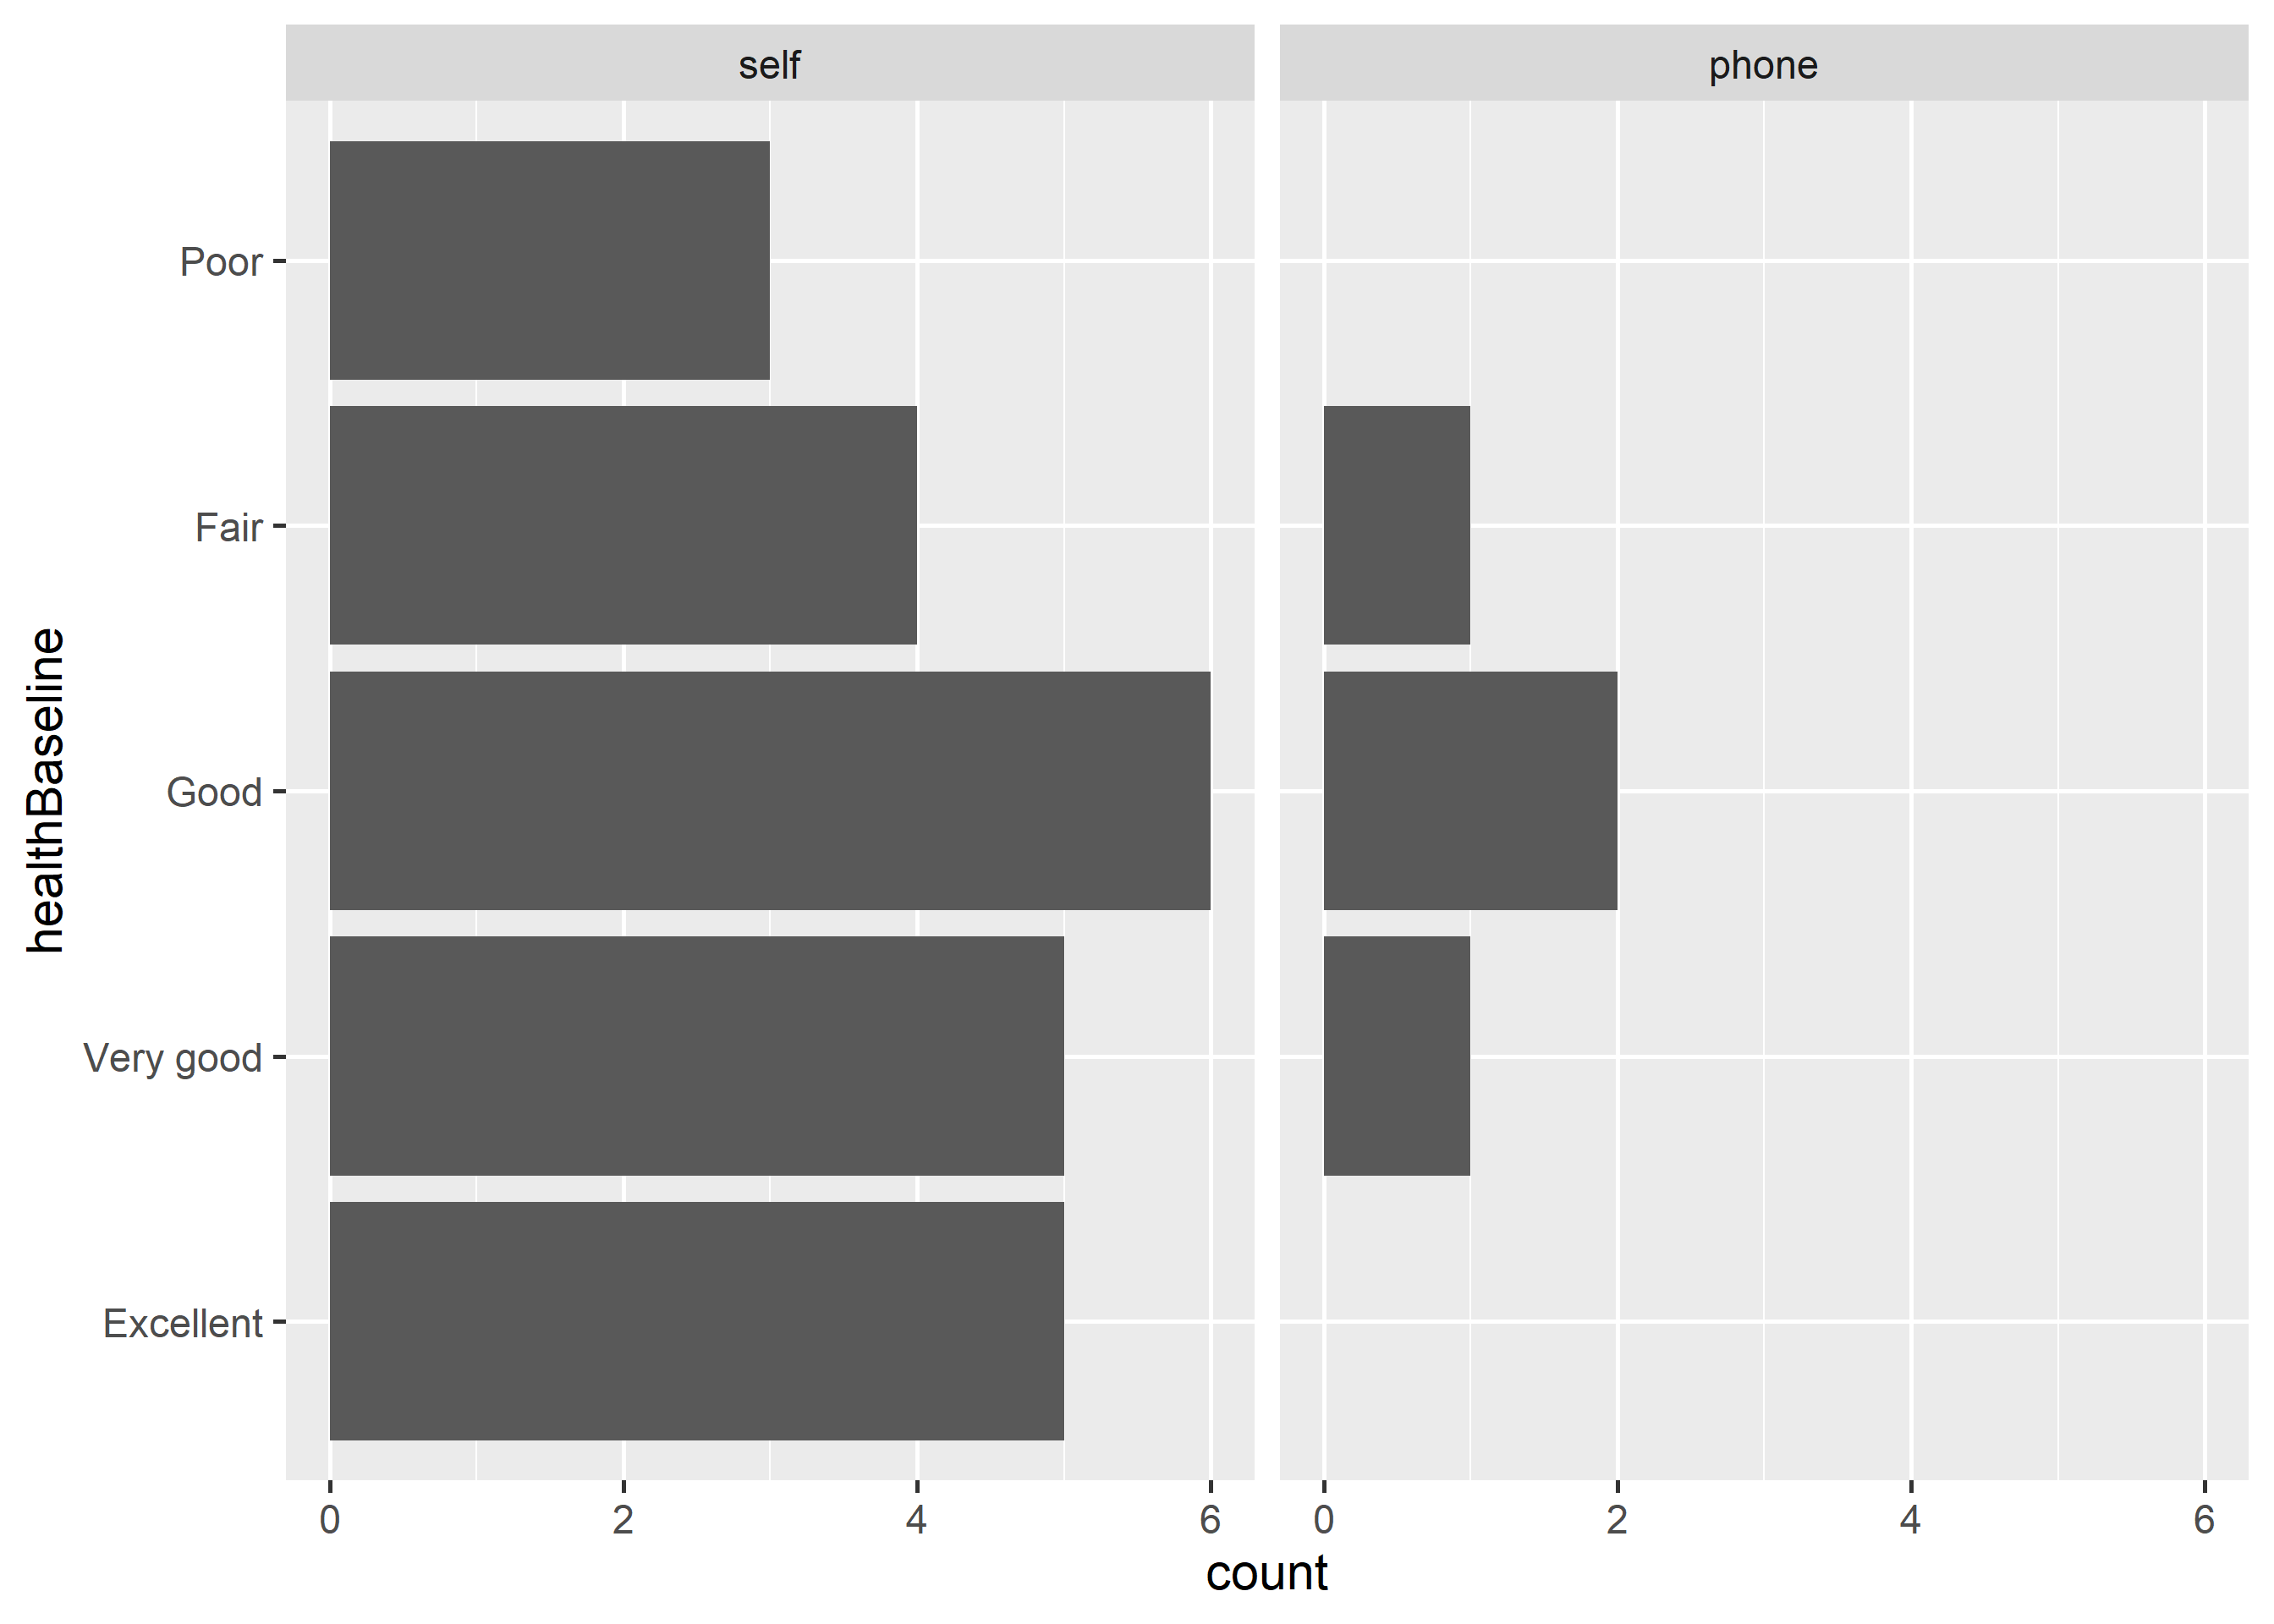 self
phone
Poor
Fair
Good
Very good
Excellent
healthBaseline
0 2 4 6
0 2 4 6
count